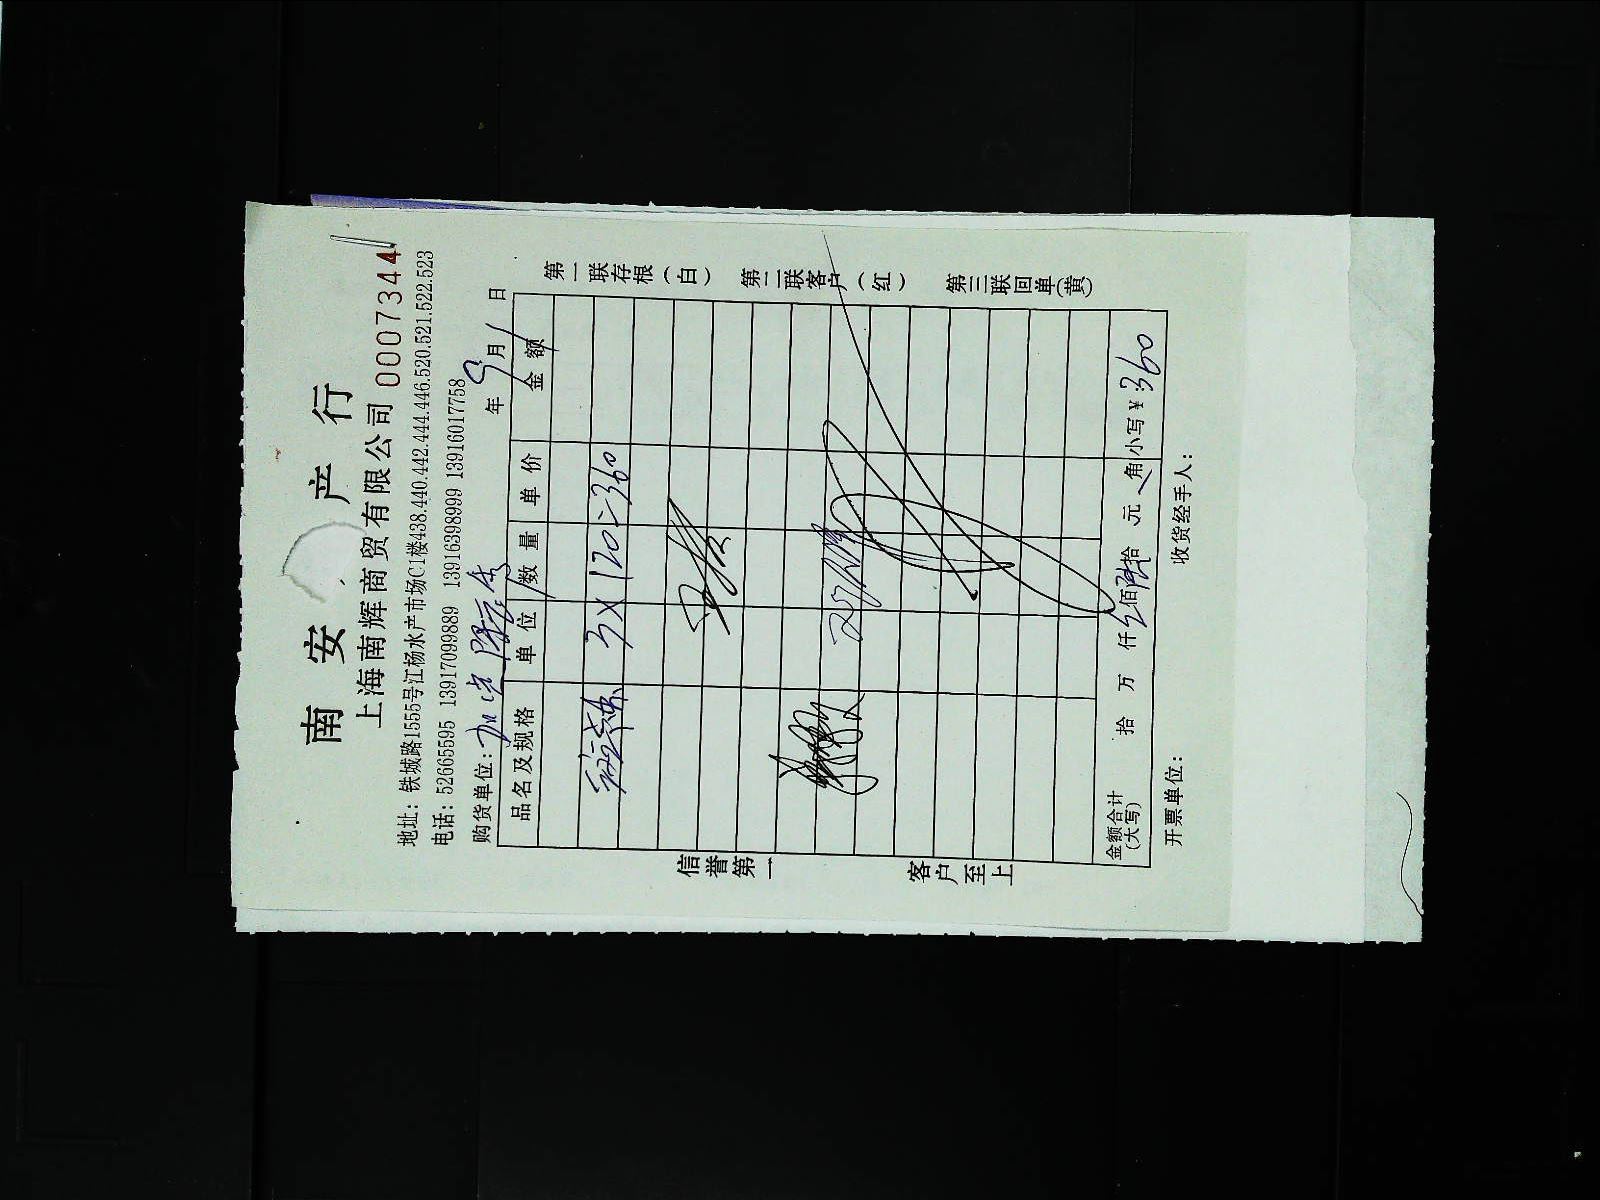 南安产行
上海南辉商贸有限公司 0007344
地址: 铁城路1555号江杨水产市场C1楼438.440.442.444.446.520.521.522.523
电话: 52665595 13917099889 13916398999 13916017758
购货单位:
年 9月1日
品名及规格 单位 数量 单价 金额
3×120=360
金额合计(大写) 拾 万 仟 叁佰陆拾 元 角 小写¥:360
开票单位: 收货经手人:
信誉第一 客户至上
第一联存根(白) 第二联客户(红) 第三联回单(黄)